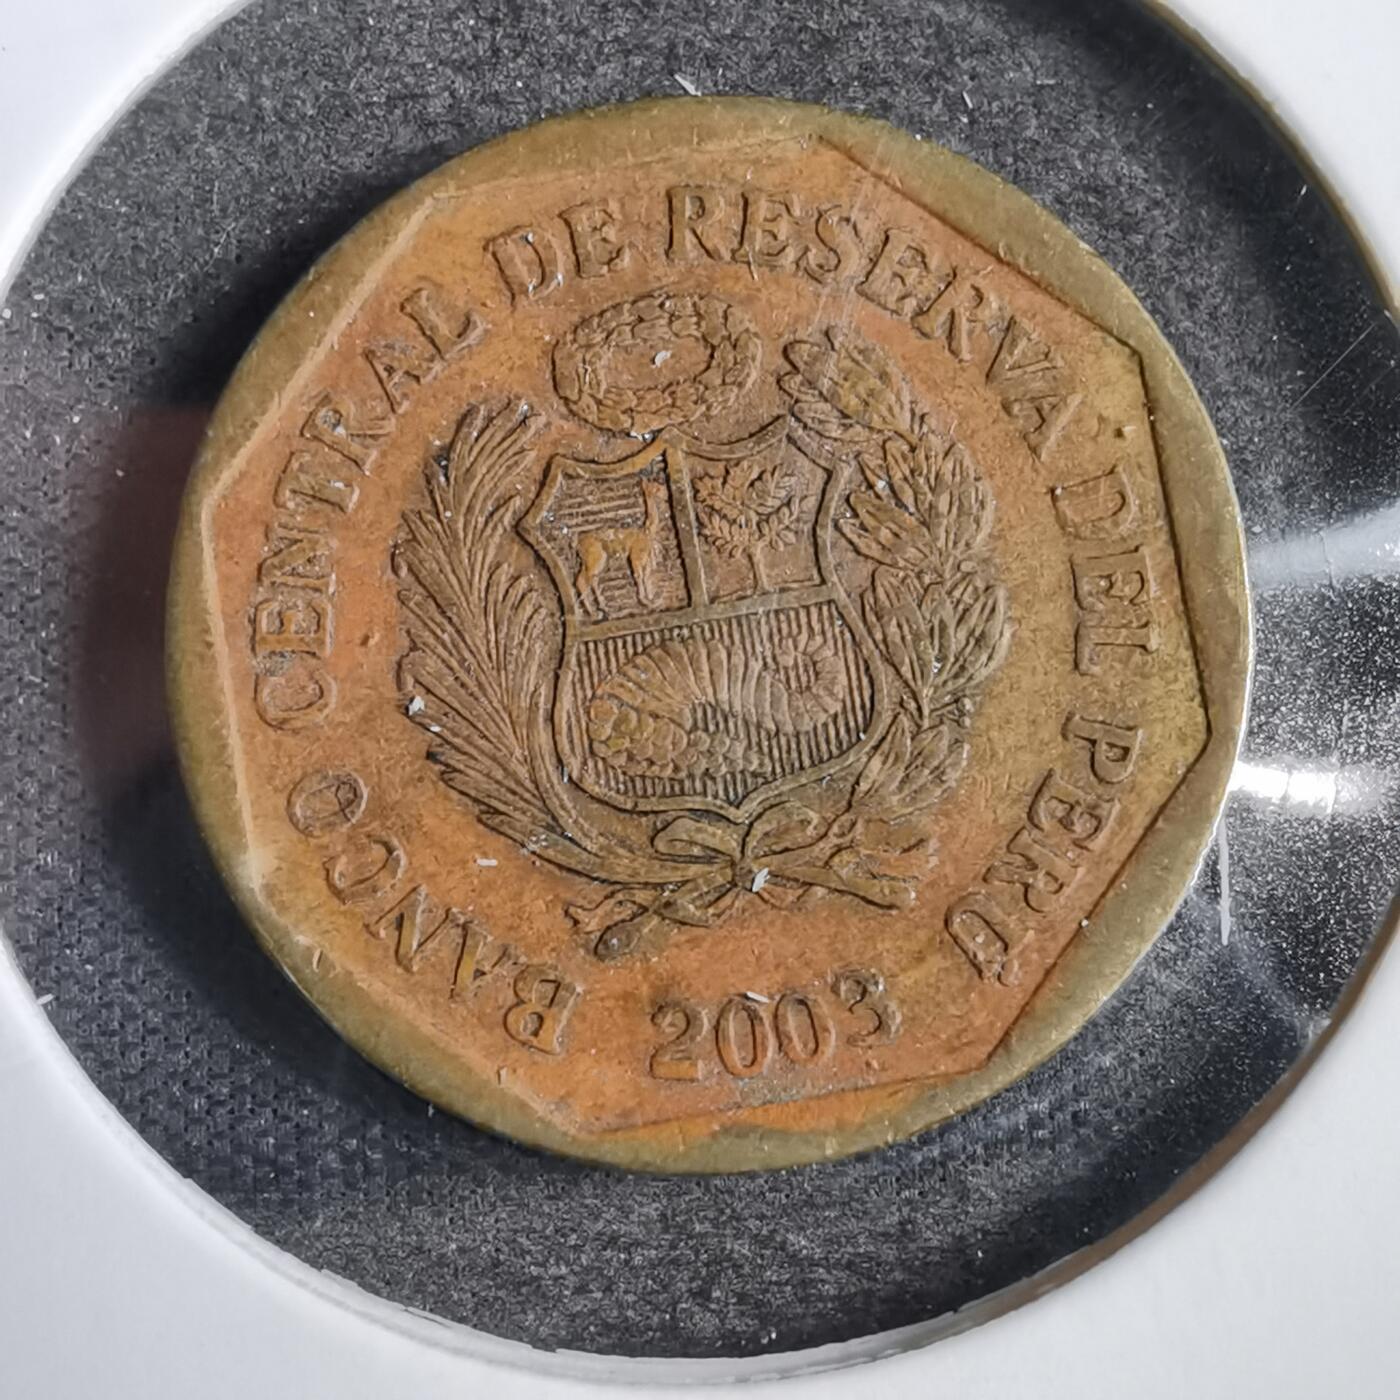 BANCO CENTRAL DE RESERVA DEL PERU
2003